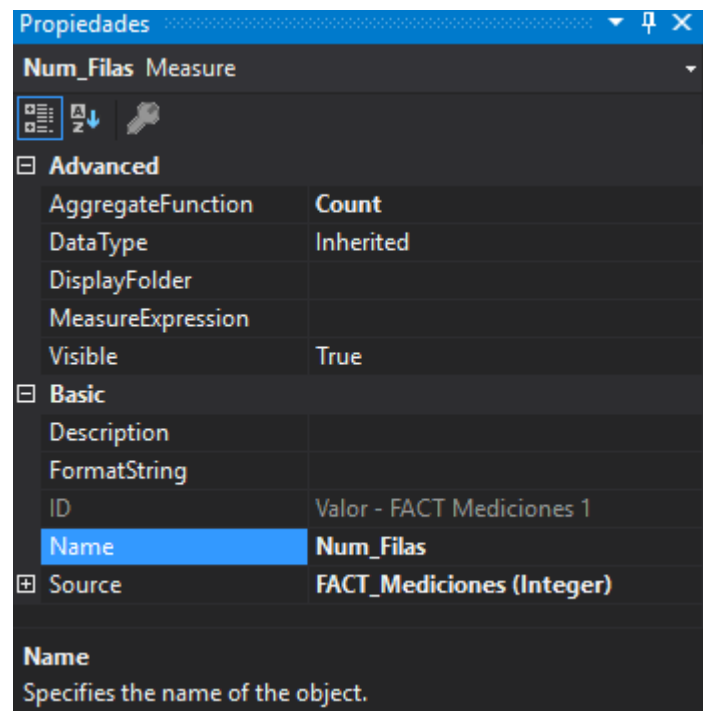 Propiedades
Num_Filas Measure
Advanced
AggregateFunction Count
DataType Inherited
DisplayFolder
MeasureExpression
Visible True
Basic
Description
FormatString
ID Valor - FACT Mediciones 1
Name Num_Filas
Source FACT_Mediciones (Integer)
Name
Specifies the name of the object.